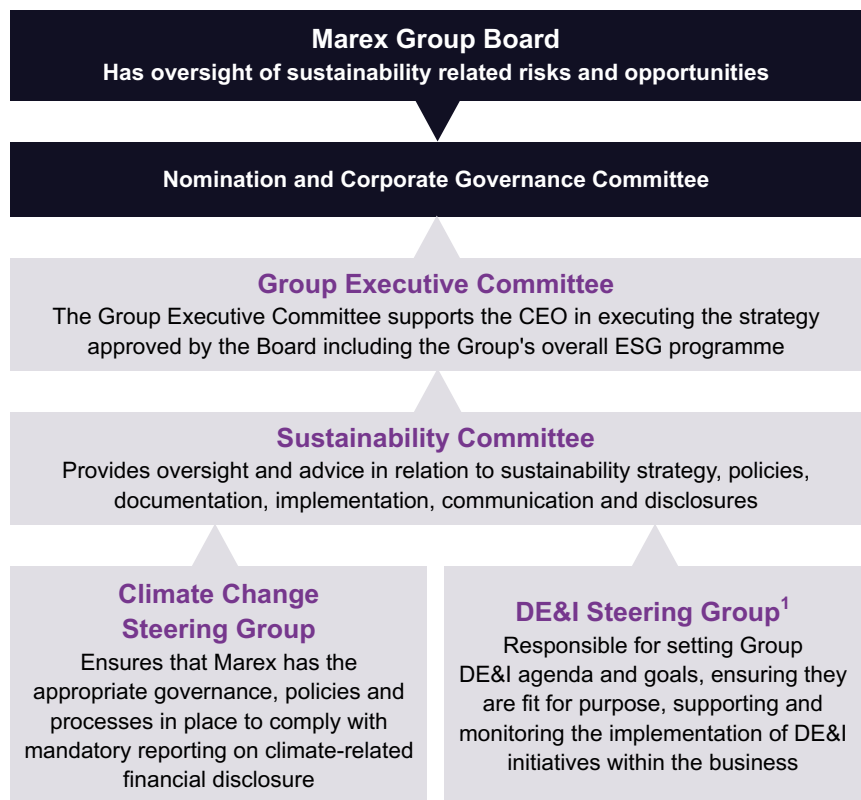 Marex Group Board
Has oversight of sustainability related risks and opportunities
Nomination and Corporate Governance Committee
Group Executive Committee
The Group Executive Committee supports the CEO in executing the strategy
approved by the Board including the Group's overall ESG programme
Sustainability Committee
Provides oversight and advice in relation to sustainability strategy, policies,
documentation, implementation, communication and disclosures
Climate Change
Steering Group
Ensures that Marex has the
appropriate governance, policies and
processes in place to comply with
mandatory reporting on climate-related
financial disclosure
DE&I Steering Group¹
Responsible for setting Group
DE&I agenda and goals, ensuring they
are fit for purpose, supporting and
monitoring the implementation of DE&I
initiatives within the business